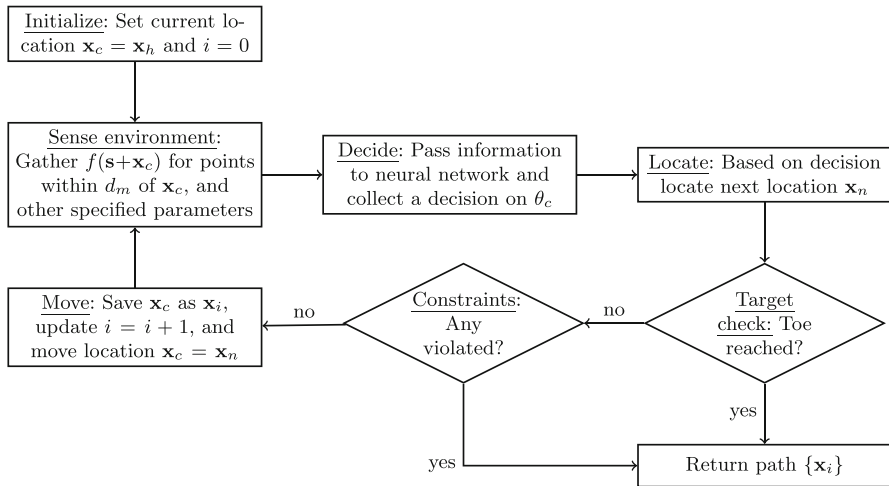 Initialize: Set current lo-
cation x_c = x_h and i = 0
Sense environment:
Gather f(s+x_c) for points
within d_m of x_c, and
other specified parameters
Decide: Pass information
to neural network and
collect a decision on θ_c
Locate: Based on decision
locate next location x_n
Target
check: Toe
reached?
no
Constraints:
Any
violated?
no
Move: Save x_c as x_i,
update i = i + 1, and
move location x_c = x_n
yes
yes
Return path {x_i}